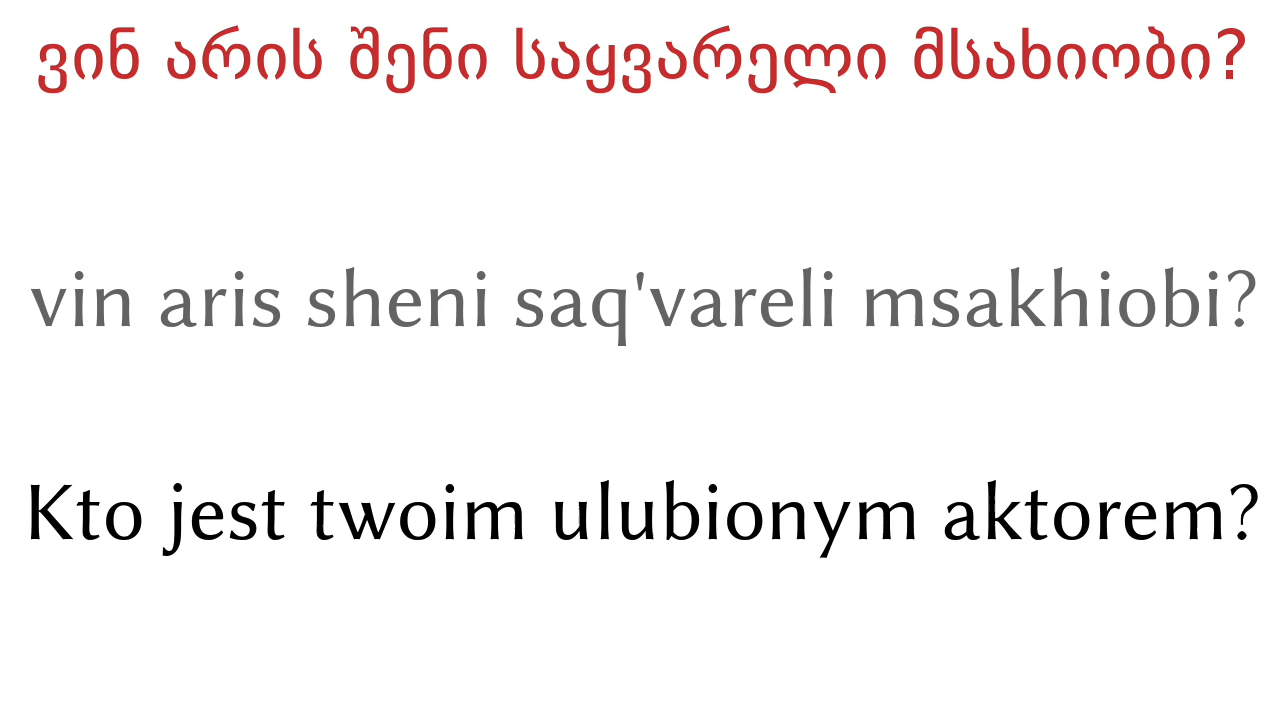 ვინ არის შენი საყვარელი მსახიობი?
vin aris sheni saq'vareli msakhiobi?
Kto jest twoim ulubionym aktorem?